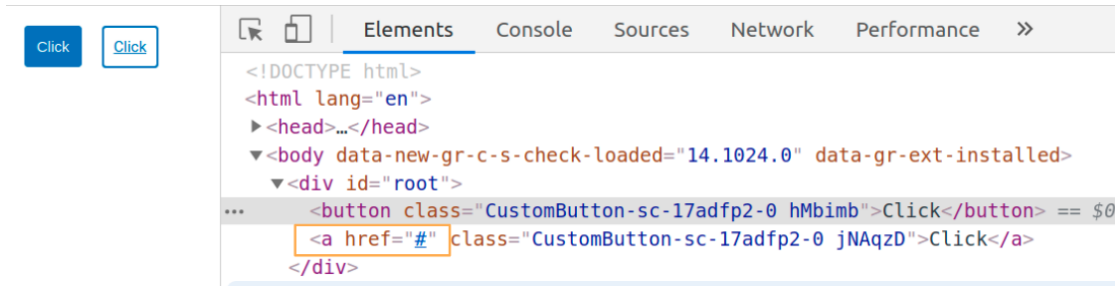 Click Click
Elements Console Sources Network Performance »
<!DOCTYPE html>
<html lang="en">
▶<head>…</head>
▼<body data-new-gr-c-s-check-loaded="14.1024.0" data-gr-ext-installed>
▼<div id="root">
••• <button class="CustomButton-sc-17adfp2-0 hMbimb">Click</button> == $0
<a href="#" class="CustomButton-sc-17adfp2-0 jNAqzD">Click</a>
</div>